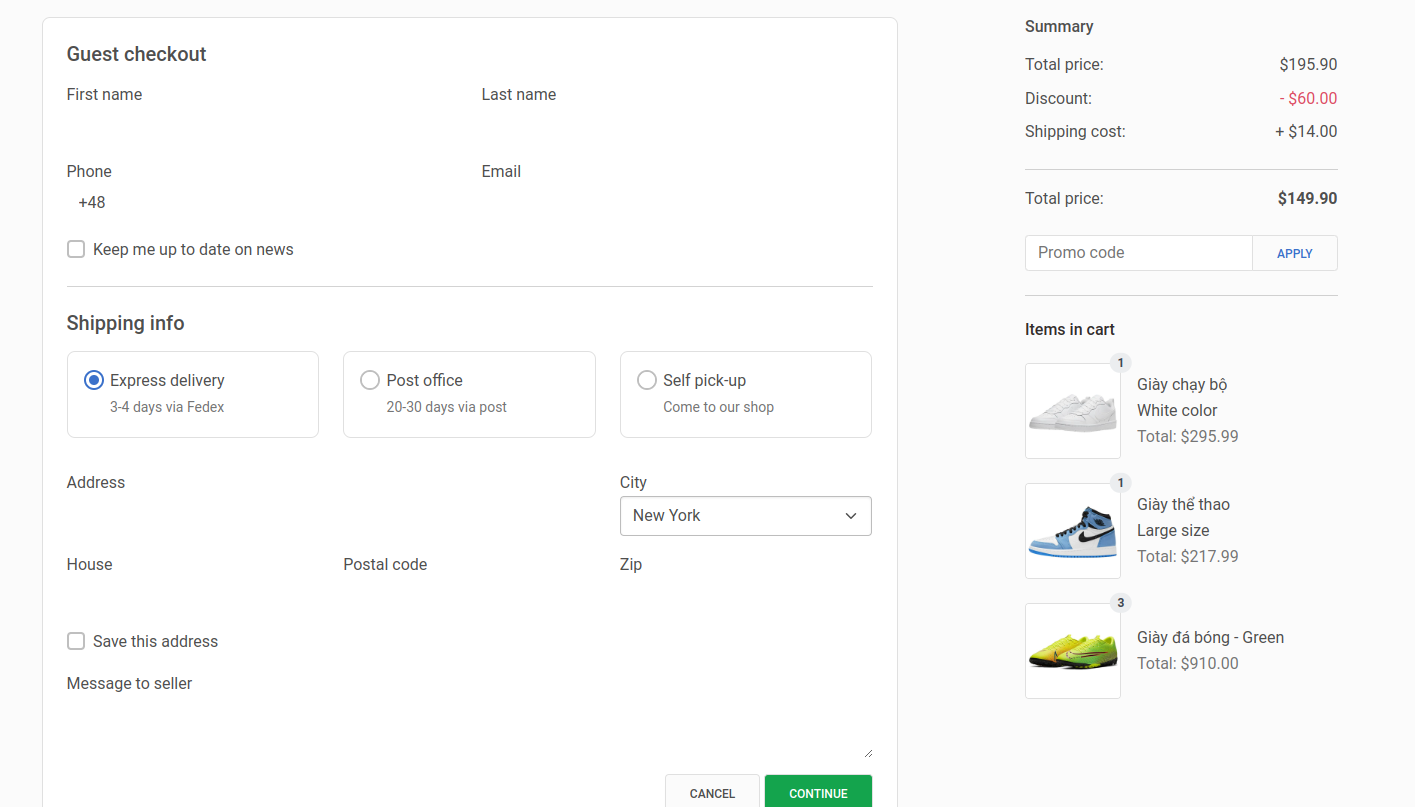 Guest checkout
First name
Last name
Phone
Email
+48
Keep me up to date on news
Shipping info
Express delivery
3-4 days via Fedex
Post office
20-30 days via post
Self pick-up
Come to our shop
Address
City
New York
House
Postal code
Zip
Save this address
Message to seller
CANCEL
CONTINUE
Summary
Total price: $195.90
Discount: - $60.00
Shipping cost: + $14.00
Total price: $149.90
Promo code
APPLY
Items in cart
1
Giày chạy bộ
White color
Total: $295.99
1
Giày thể thao
Large size
Total: $217.99
3
Giày đá bóng - Green
Total: $910.00